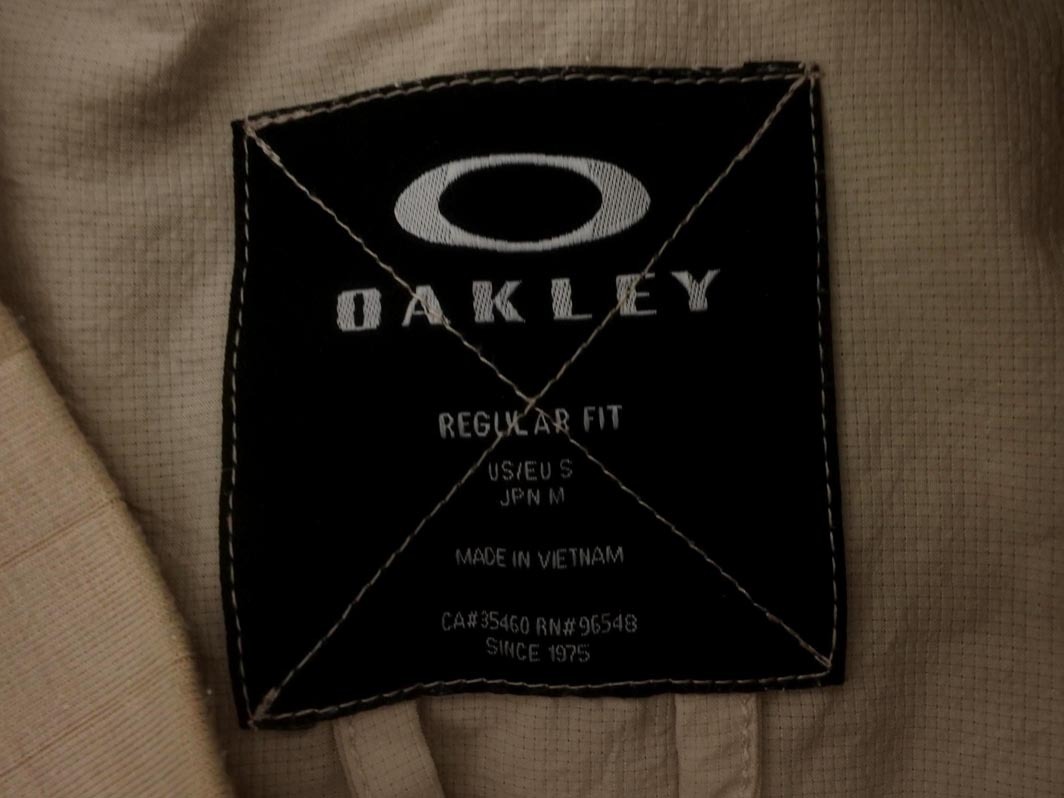 OAKLEY
REGULAR FIT
US/EU S
JPN M
MADE IN VIETNAM
CA#35460 RN#96548
SINCE 1975